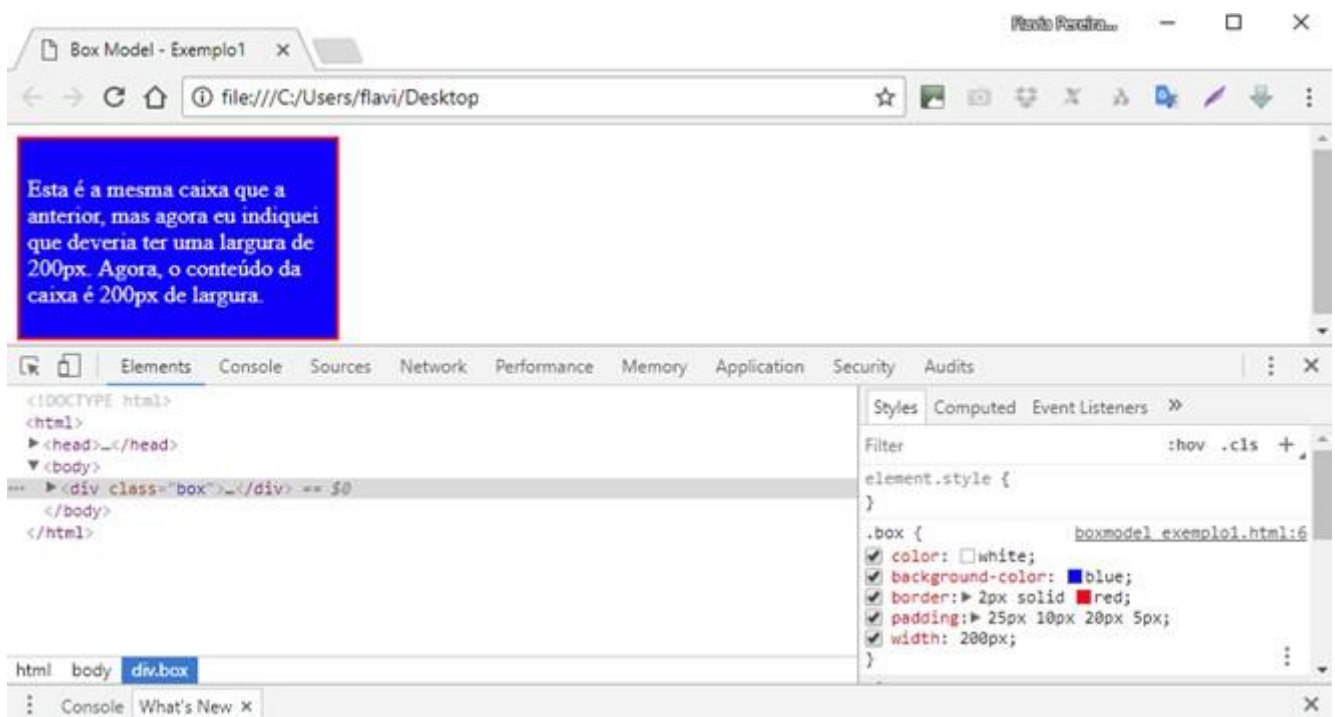 Flavia Pereira...
Box Model - Exemplo1
file:///C:/Users/flavi/Desktop
Esta é a mesma caixa que a
anterior, mas agora eu indiquei
que deveria ter uma largura de
200px. Agora, o conteúdo da
caixa é 200px de largura.
Elements Console Sources Network Performance Memory Application Security Audits
<!DOCTYPE html>
<html>
<head>…</head>
<body>
<div class="box">…</div> == $0
</body>
</html>
html body div.box
Styles Computed Event Listeners »
Filter :hov .cls +
element.style {
}
.box { boxmodel exemplo1.html:6
color: white;
background-color: blue;
border: 2px solid red;
padding: 25px 10px 20px 5px;
width: 200px;
}
Console What's New ×